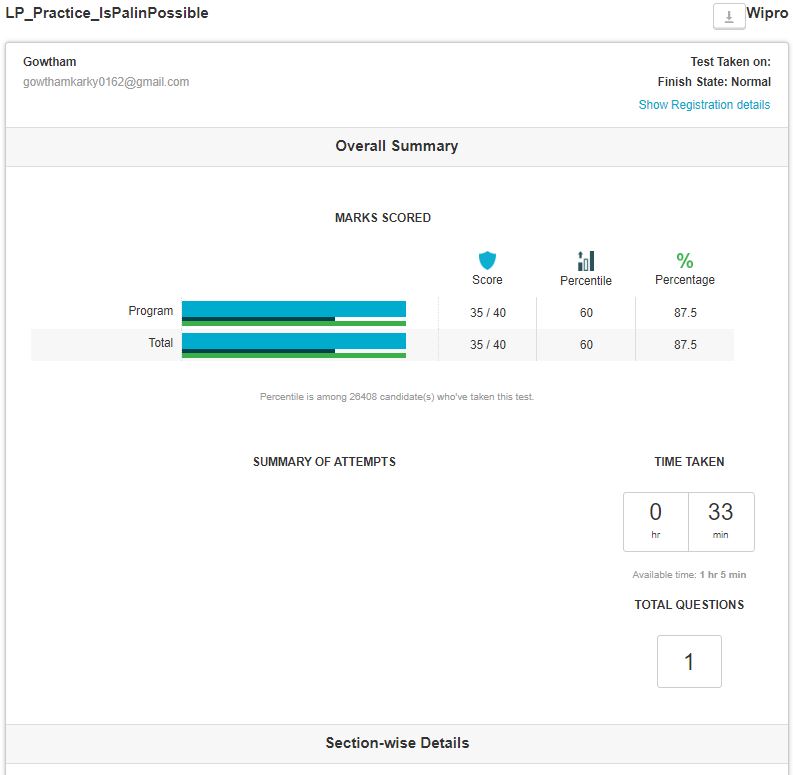 LP_Practice_IsPalinPossible
Wipro
Gowtham
Test Taken on:
gowthamkarky0162@gmail.com
Finish State: Normal
Show Registration details
Overall Summary
MARKS SCORED
%
Score Percentile Percentage
Program 35 / 40 60 87.5
Total 35 / 40 60 87.5
Percentile is among 26408 candidate(s) who've taken this test.
SUMMARY OF ATTEMPTS
TIME TAKEN
0 33
hr min
Available time: 1 hr 5 min
TOTAL QUESTIONS
1
Section-wise Details